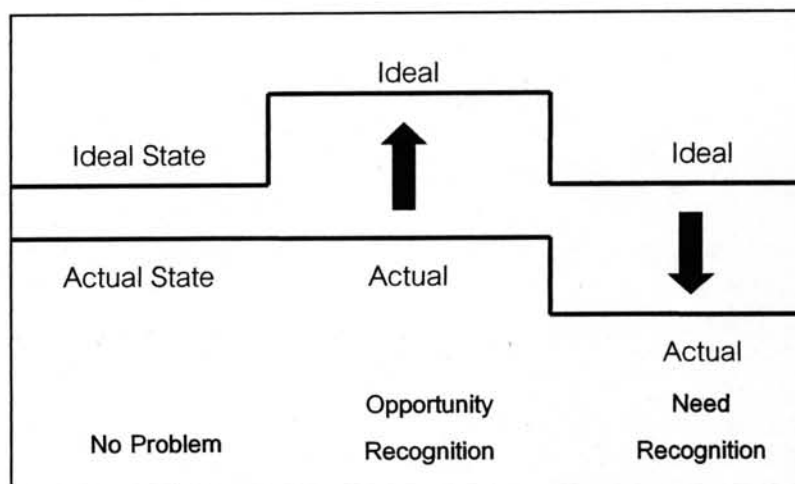 Ideal
Ideal State
Ideal
Actual State
Actual
Actual
No Problem
Opportunity
Recognition
Need
Recognition